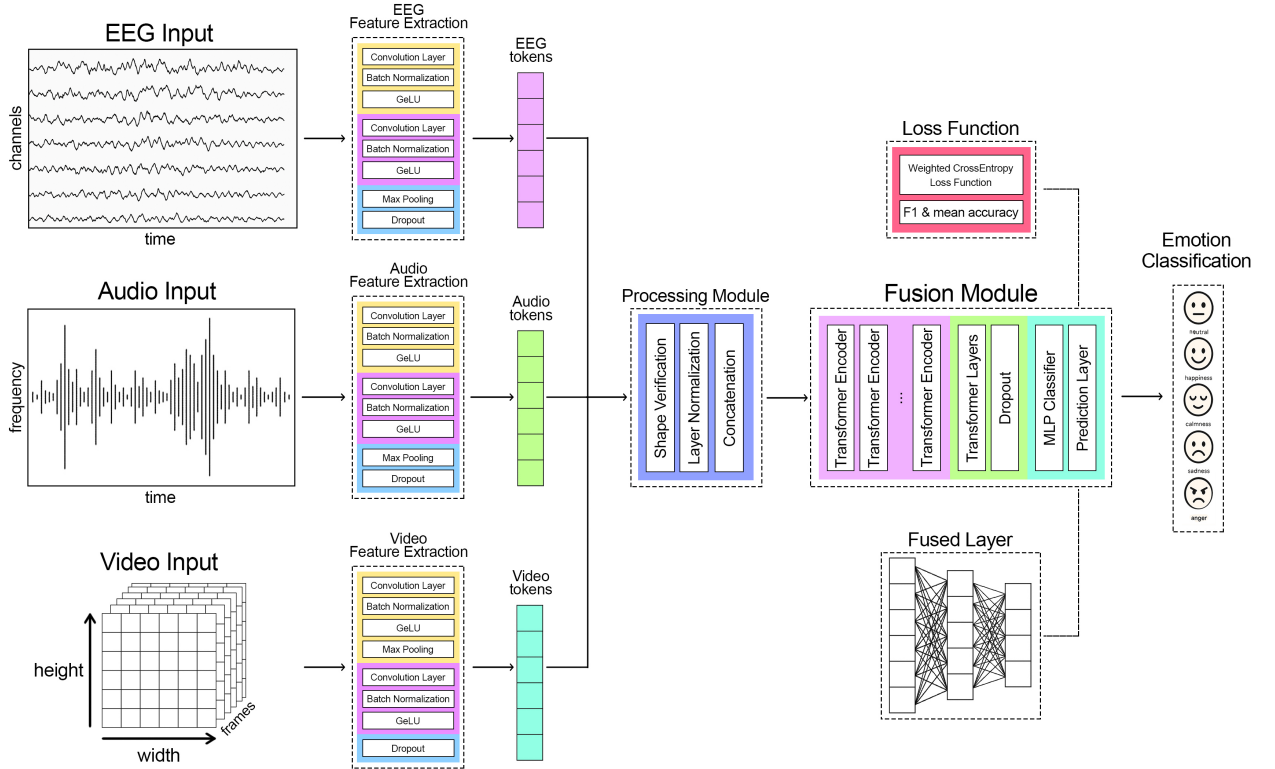 EEG Input
channels
time
EEG
Feature Extraction
Convolution Layer
Batch Normalization
GeLU
Convolution Layer
Batch Normalization
GeLU
Max Pooling
Dropout
EEG
tokens
Audio Input
frequency
time
Audio
Feature Extraction
Convolution Layer
Batch Normalization
GeLU
Convolution Layer
Batch Normalization
GeLU
Max Pooling
Dropout
Audio
tokens
Video Input
height
width
frames
Video
Feature Extraction
Convolution Layer
Batch Normalization
GeLU
Max Pooling
Convolution Layer
Batch Normalization
GeLU
Dropout
Video
tokens
Processing Module
Shape Verification
Layer Normalization
Concatenation
Loss Function
Weighted CrossEntropy
Loss Function
F1 & mean accuracy
Fusion Module
Transformer Encoder
Transformer Encoder
...
Transformer Encoder
Transformer Layers
Dropout
MLP Classifier
Prediction Layer
Fused Layer
Emotion
Classification
neutral
happiness
calmness
sadness
anger